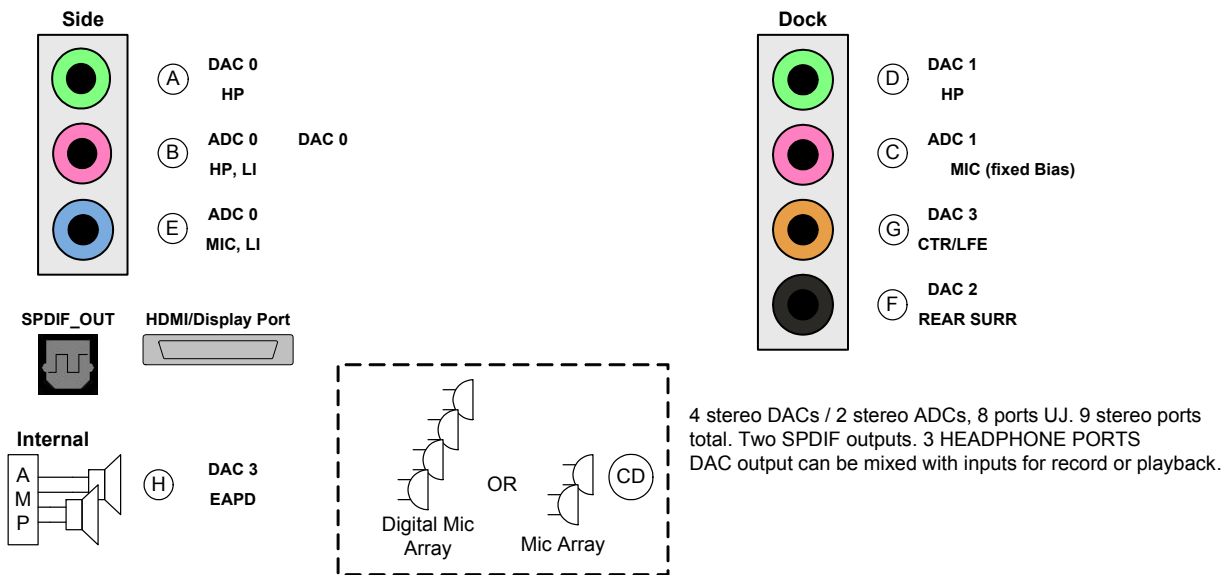 Side
A
DAC 0
HP
B
ADC 0 DAC 0
HP, LI
E
ADC 0
MIC, LI
Dock
D
DAC 1
HP
C
ADC 1
MIC (fixed Bias)
G
DAC 3
CTR/LFE
F
DAC 2
REAR SURR
SPDIF_OUT
HDMI/Display Port
Internal
A
M
P
H
DAC 3
EAPD
Digital Mic
Array
OR
CD
Mic Array
4 stereo DACs / 2 stereo ADCs, 8 ports UJ. 9 stereo ports
total. Two SPDIF outputs. 3 HEADPHONE PORTS
DAC output can be mixed with inputs for record or playback.